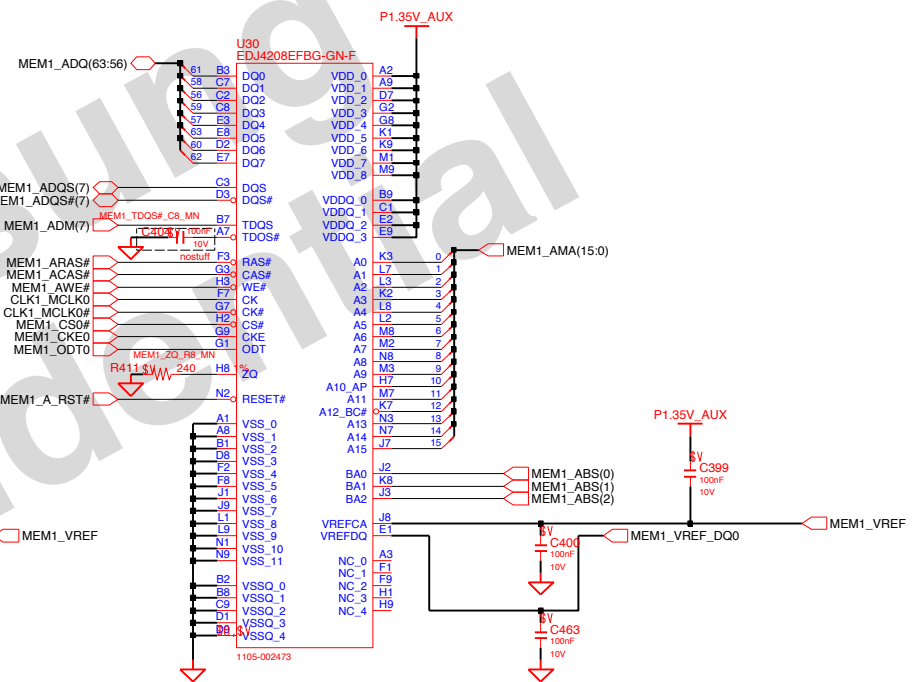 P1.35V_AUX
U30
EDJ4208EFBG-GN-F
MEM1_ADQ(63:56)
61 B3 DQ0 VDD_0 A2
58 C7 DQ1 VDD_1 A9
56 C2 DQ2 VDD_2 D7
59 C8 DQ3 VDD_3 G2
57 E3 DQ4 VDD_4 G8
63 E8 DQ5 VDD_5 K1
60 D2 DQ6 VDD_6 K9
62 E7 DQ7 VDD_7 M1
VDD_8 M9
MEM1_ADQS(7) C3 DQS
MEM1_ADQS#(7) D3 DQS#
VDDQ_0 B9
VDDQ_1 C1
VDDQ_2 E2
VDDQ_3 E9
MEM1_TDQS#_C8_MN
MEM1_ADM(7) B7 TDQS
C404 100nF A7 TDOS#
10V
nostuff
MEM1_AMA(15:0)
MEM1_ARAS# F3 RAS# A0 K3 0
MEM1_ACAS# G3 CAS# A1 L7 1
MEM1_AWE# H3 WE# A2 L3 2
CLK1_MCLK0 F7 CK A3 K2 3
CLK1_MCLK0# G7 CK# A4 L8 4
MEM1_CS0# H2 CS# A5 L2 5
MEM1_CKE0 G9 CKE A6 M8 6
MEM1_ODT0 G1 ODT A7 M2 7
A8 N8 8
MEM1_ZQ_R8_MN
R411 $V 240 1% H8 ZQ A9 M3 9
A10_AP H7 10
MEM1_A_RST# N2 RESET# A11 M7 11
A12_BC# K7 12
A13 N3 13
A14 N7 14
A15 J7 15
A1 VSS_0
A8 VSS_1
B1 VSS_2
D8 VSS_3
F2 VSS_4 BA0 J2 MEM1_ABS(0)
F8 VSS_5 BA1 K8 MEM1_ABS(1)
J1 VSS_6 BA2 J3 MEM1_ABS(2)
J9 VSS_7
L1 VSS_8 VREFCA J8 MEM1_VREF
L9 VSS_9 VREFDQ E1 MEM1_VREF_DQ0
N1 VSS_10
N9 VSS_11
MEM1_VREF
P1.35V_AUX
$V
C399
100nF
10V
$V
C400
100nF
10V
NC_0 A3
NC_1 F1
NC_2 F9
NC_3 H1
NC_4 H9
B2 VSSQ_0
B8 VSSQ_1
C9 VSSQ_2
D1 VSSQ_3
VSSQ_4
$V
C463
100nF
10V
1105-002473